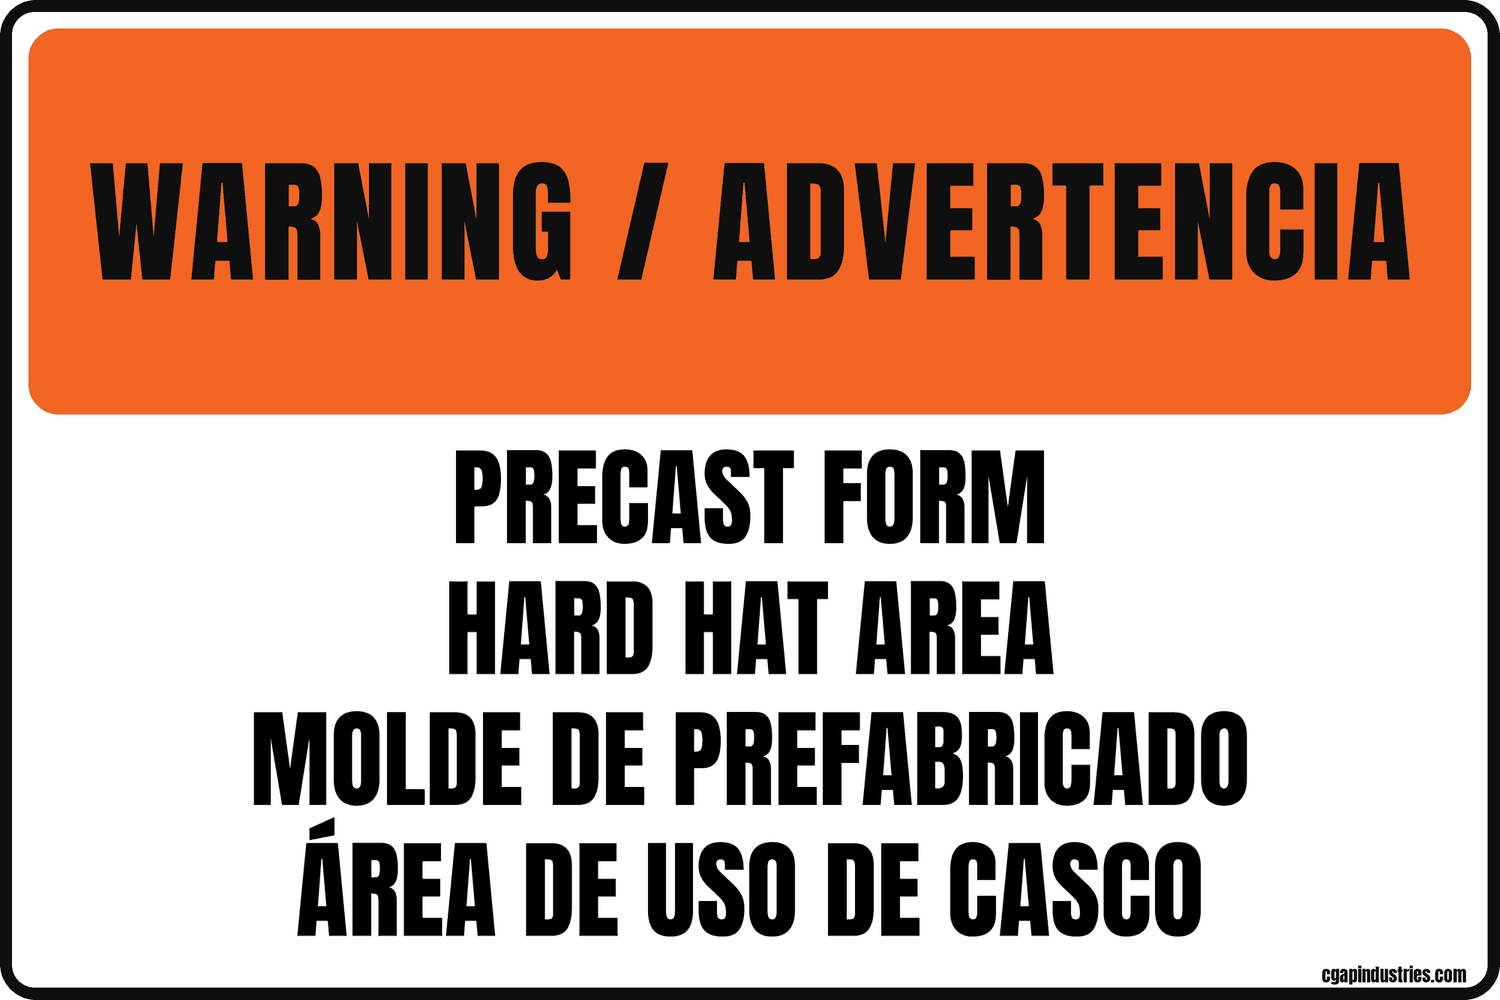 WARNING / ADVERTENCIA
PRECAST FORM
HARD HAT AREA
MOLDE DE PREFABRICADO
ÁREA DE USO DE CASCO
cgapindustries.com